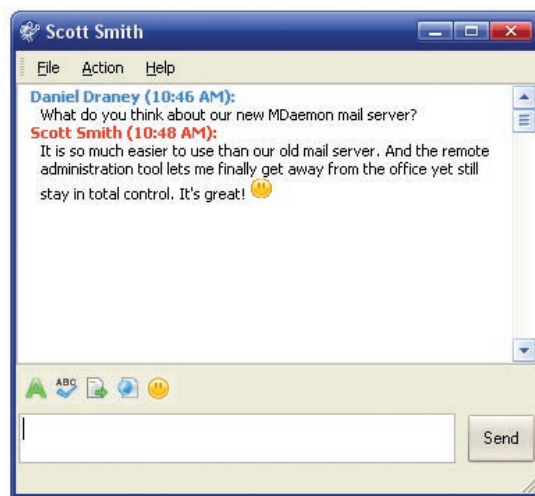 Scott Smith
File Action Help
Daniel Draney (10:46 AM):
What do you think about our new MDaemon mail server?
Scott Smith (10:48 AM):
It is so much easier to use than our old mail server. And the remote
administration tool lets me finally get away from the office yet still
stay in total control. It's great!
ABC
Send